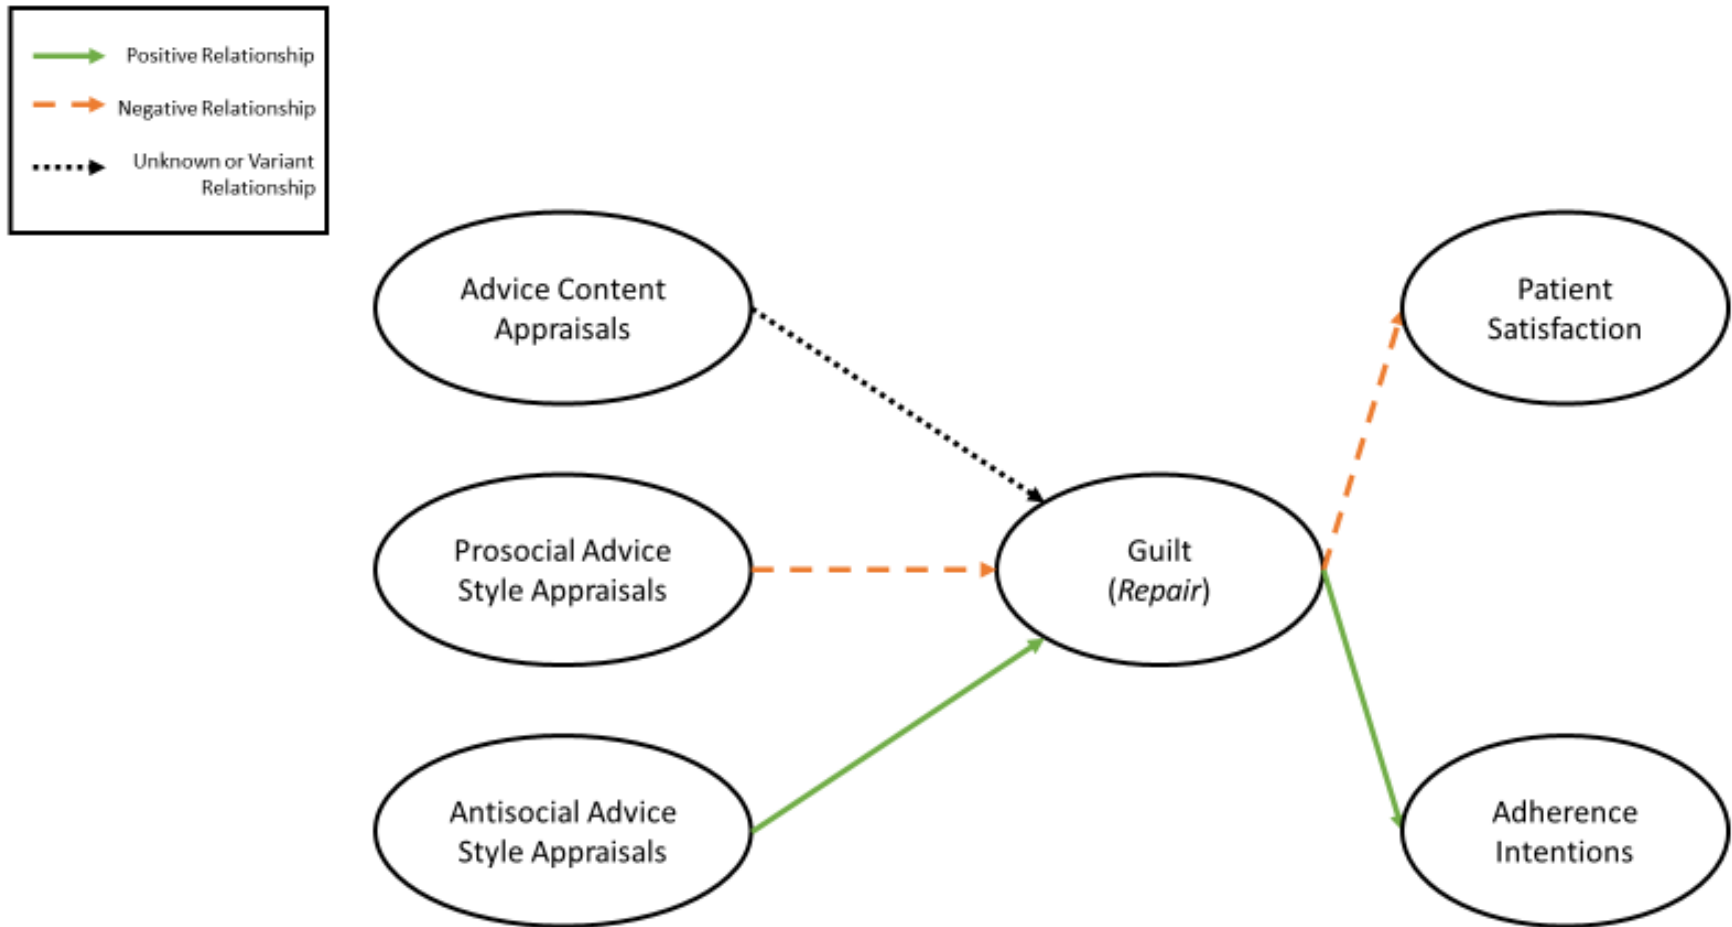 Positive Relationship
Negative Relationship
Unknown or Variant
Relationship
Advice Content
Appraisals
Patient
Satisfaction
Prosocial Advice
Style Appraisals
Guilt
(Repair)
Antisocial Advice
Style Appraisals
Adherence
Intentions